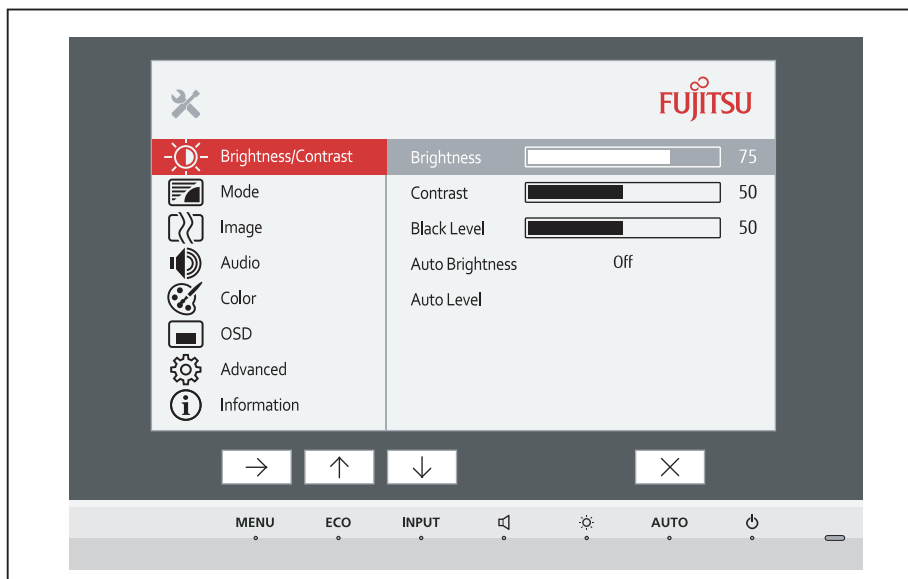 FUJITSU
Brightness/Contrast
Mode
Image
Audio
Color
OSD
Advanced
Information
Brightness 75
Contrast 50
Black Level 50
Auto Brightness Off
Auto Level
MENU ECO INPUT AUTO